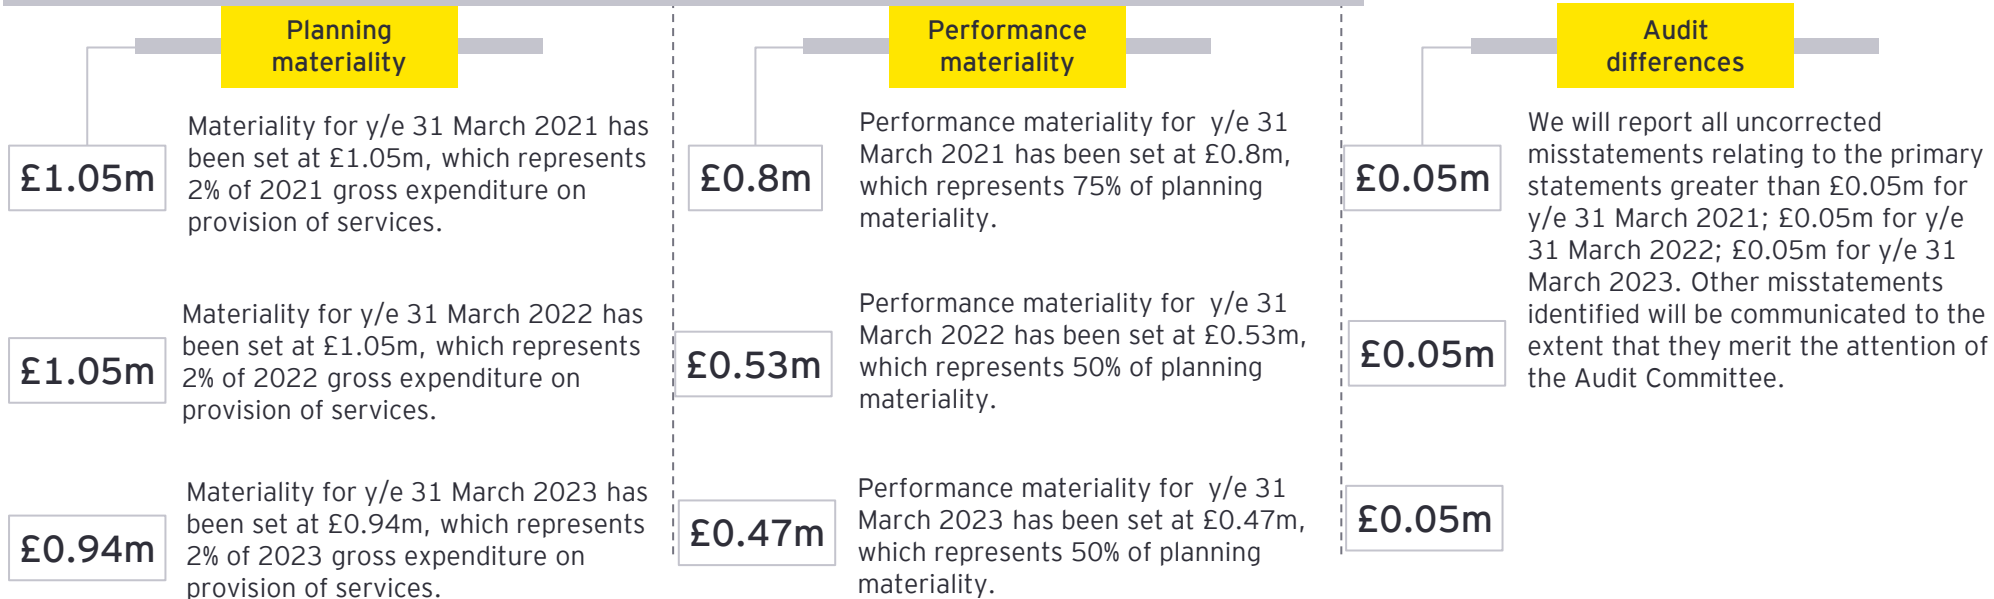 Planning
materiality
£1.05m
Materiality for y/e 31 March 2021 has
been set at £1.05m, which represents
2% of 2021 gross expenditure on
provision of services.
£1.05m
Materiality for y/e 31 March 2022 has
been set at £1.05m, which represents
2% of 2022 gross expenditure on
provision of services.
£0.94m
Materiality for y/e 31 March 2023 has
been set at £0.94m, which represents
2% of 2023 gross expenditure on
provision of services.
Performance
materiality
£0.8m
Performance materiality for y/e 31
March 2021 has been set at £0.8m,
which represents 75% of planning
materiality.
£0.53m
Performance materiality for y/e 31
March 2022 has been set at £0.53m,
which represents 50% of planning
materiality.
£0.47m
Performance materiality for y/e 31
March 2023 has been set at £0.47m,
which represents 50% of planning
materiality.
Audit
differences
£0.05m
£0.05m
£0.05m
We will report all uncorrected
misstatements relating to the primary
statements greater than £0.05m for
y/e 31 March 2021; £0.05m for y/e
31 March 2022; £0.05m for y/e 31
March 2023. Other misstatements
identified will be communicated to the
extent that they merit the attention of
the Audit Committee.